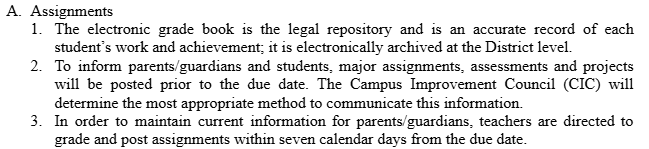 A. Assignments
1. The electronic grade book is the legal repository and is an accurate record of each
student's work and achievement; it is electronically archived at the District level.
2. To inform parents/guardians and students, major assignments, assessments and projects
will be posted prior to the due date. The Campus Improvement Council (CIC) will
determine the most appropriate method to communicate this information.
3. In order to maintain current information for parents/guardians, teachers are directed to
grade and post assignments within seven calendar days from the due date.